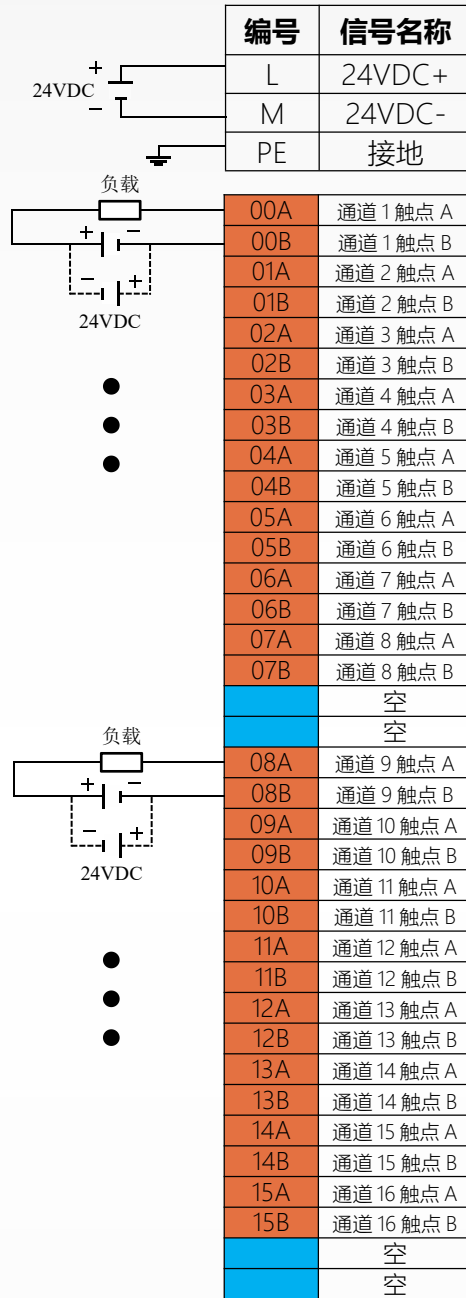 编号 信号名称
+ L 24VDC+
24VDC
− M 24VDC-
PE 接地
负载
00A 通道 1 触点 A
+ − 00B 通道 1 触点 B
01A 通道 2 触点 A
− + 01B 通道 2 触点 B
24VDC
02A 通道 3 触点 A
02B 通道 3 触点 B
03A 通道 4 触点 A
03B 通道 4 触点 B
04A 通道 5 触点 A
04B 通道 5 触点 B
05A 通道 6 触点 A
05B 通道 6 触点 B
06A 通道 7 触点 A
06B 通道 7 触点 B
07A 通道 8 触点 A
07B 通道 8 触点 B
空
空
负载
08A 通道 9 触点 A
+ − 08B 通道 9 触点 B
09A 通道 10 触点 A
− + 09B 通道 10 触点 B
24VDC
10A 通道 11 触点 A
10B 通道 11 触点 B
11A 通道 12 触点 A
11B 通道 12 触点 B
12A 通道 13 触点 A
12B 通道 13 触点 B
13A 通道 14 触点 A
13B 通道 14 触点 B
14A 通道 15 触点 A
14B 通道 15 触点 B
15A 通道 16 触点 A
15B 通道 16 触点 B
空
空